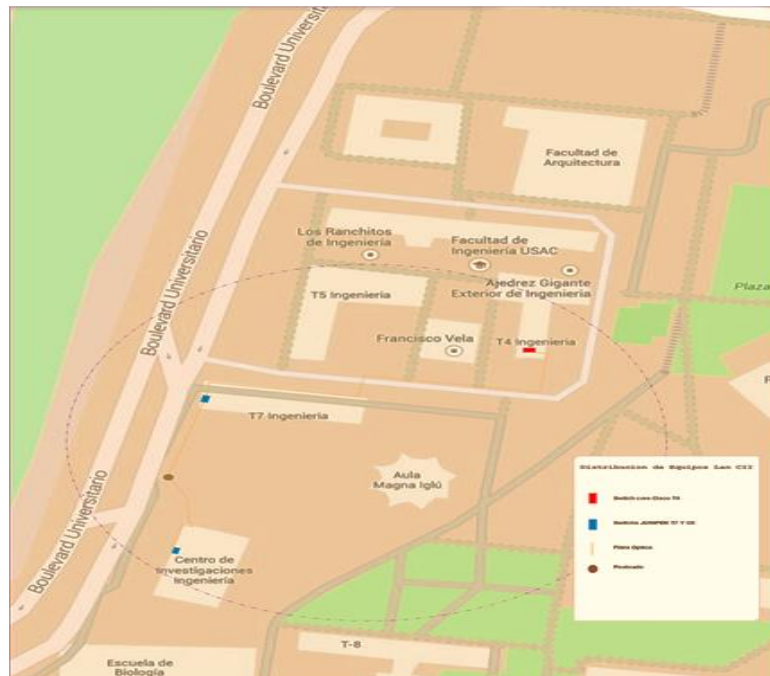 Boulevard Universitario
Facultad de
Arquitectura
Los Ranchitos
de Ingeniería
Facultad de
Ingeniería USAC
Ajedrez Gigante
Exterior de Ingeniería
Plaza
Boulevard Universitario
T5 Ingeniería
Francisco Vela
T4 Ingeniería
T7 Ingeniería
Aula
Magna Iglú
Distribucion de Equipos Lan CII
Fibra óptica
Boulevard Universitario
Centro de
Investigaciones
Ingeniería
T-8
Escuela de
Biología